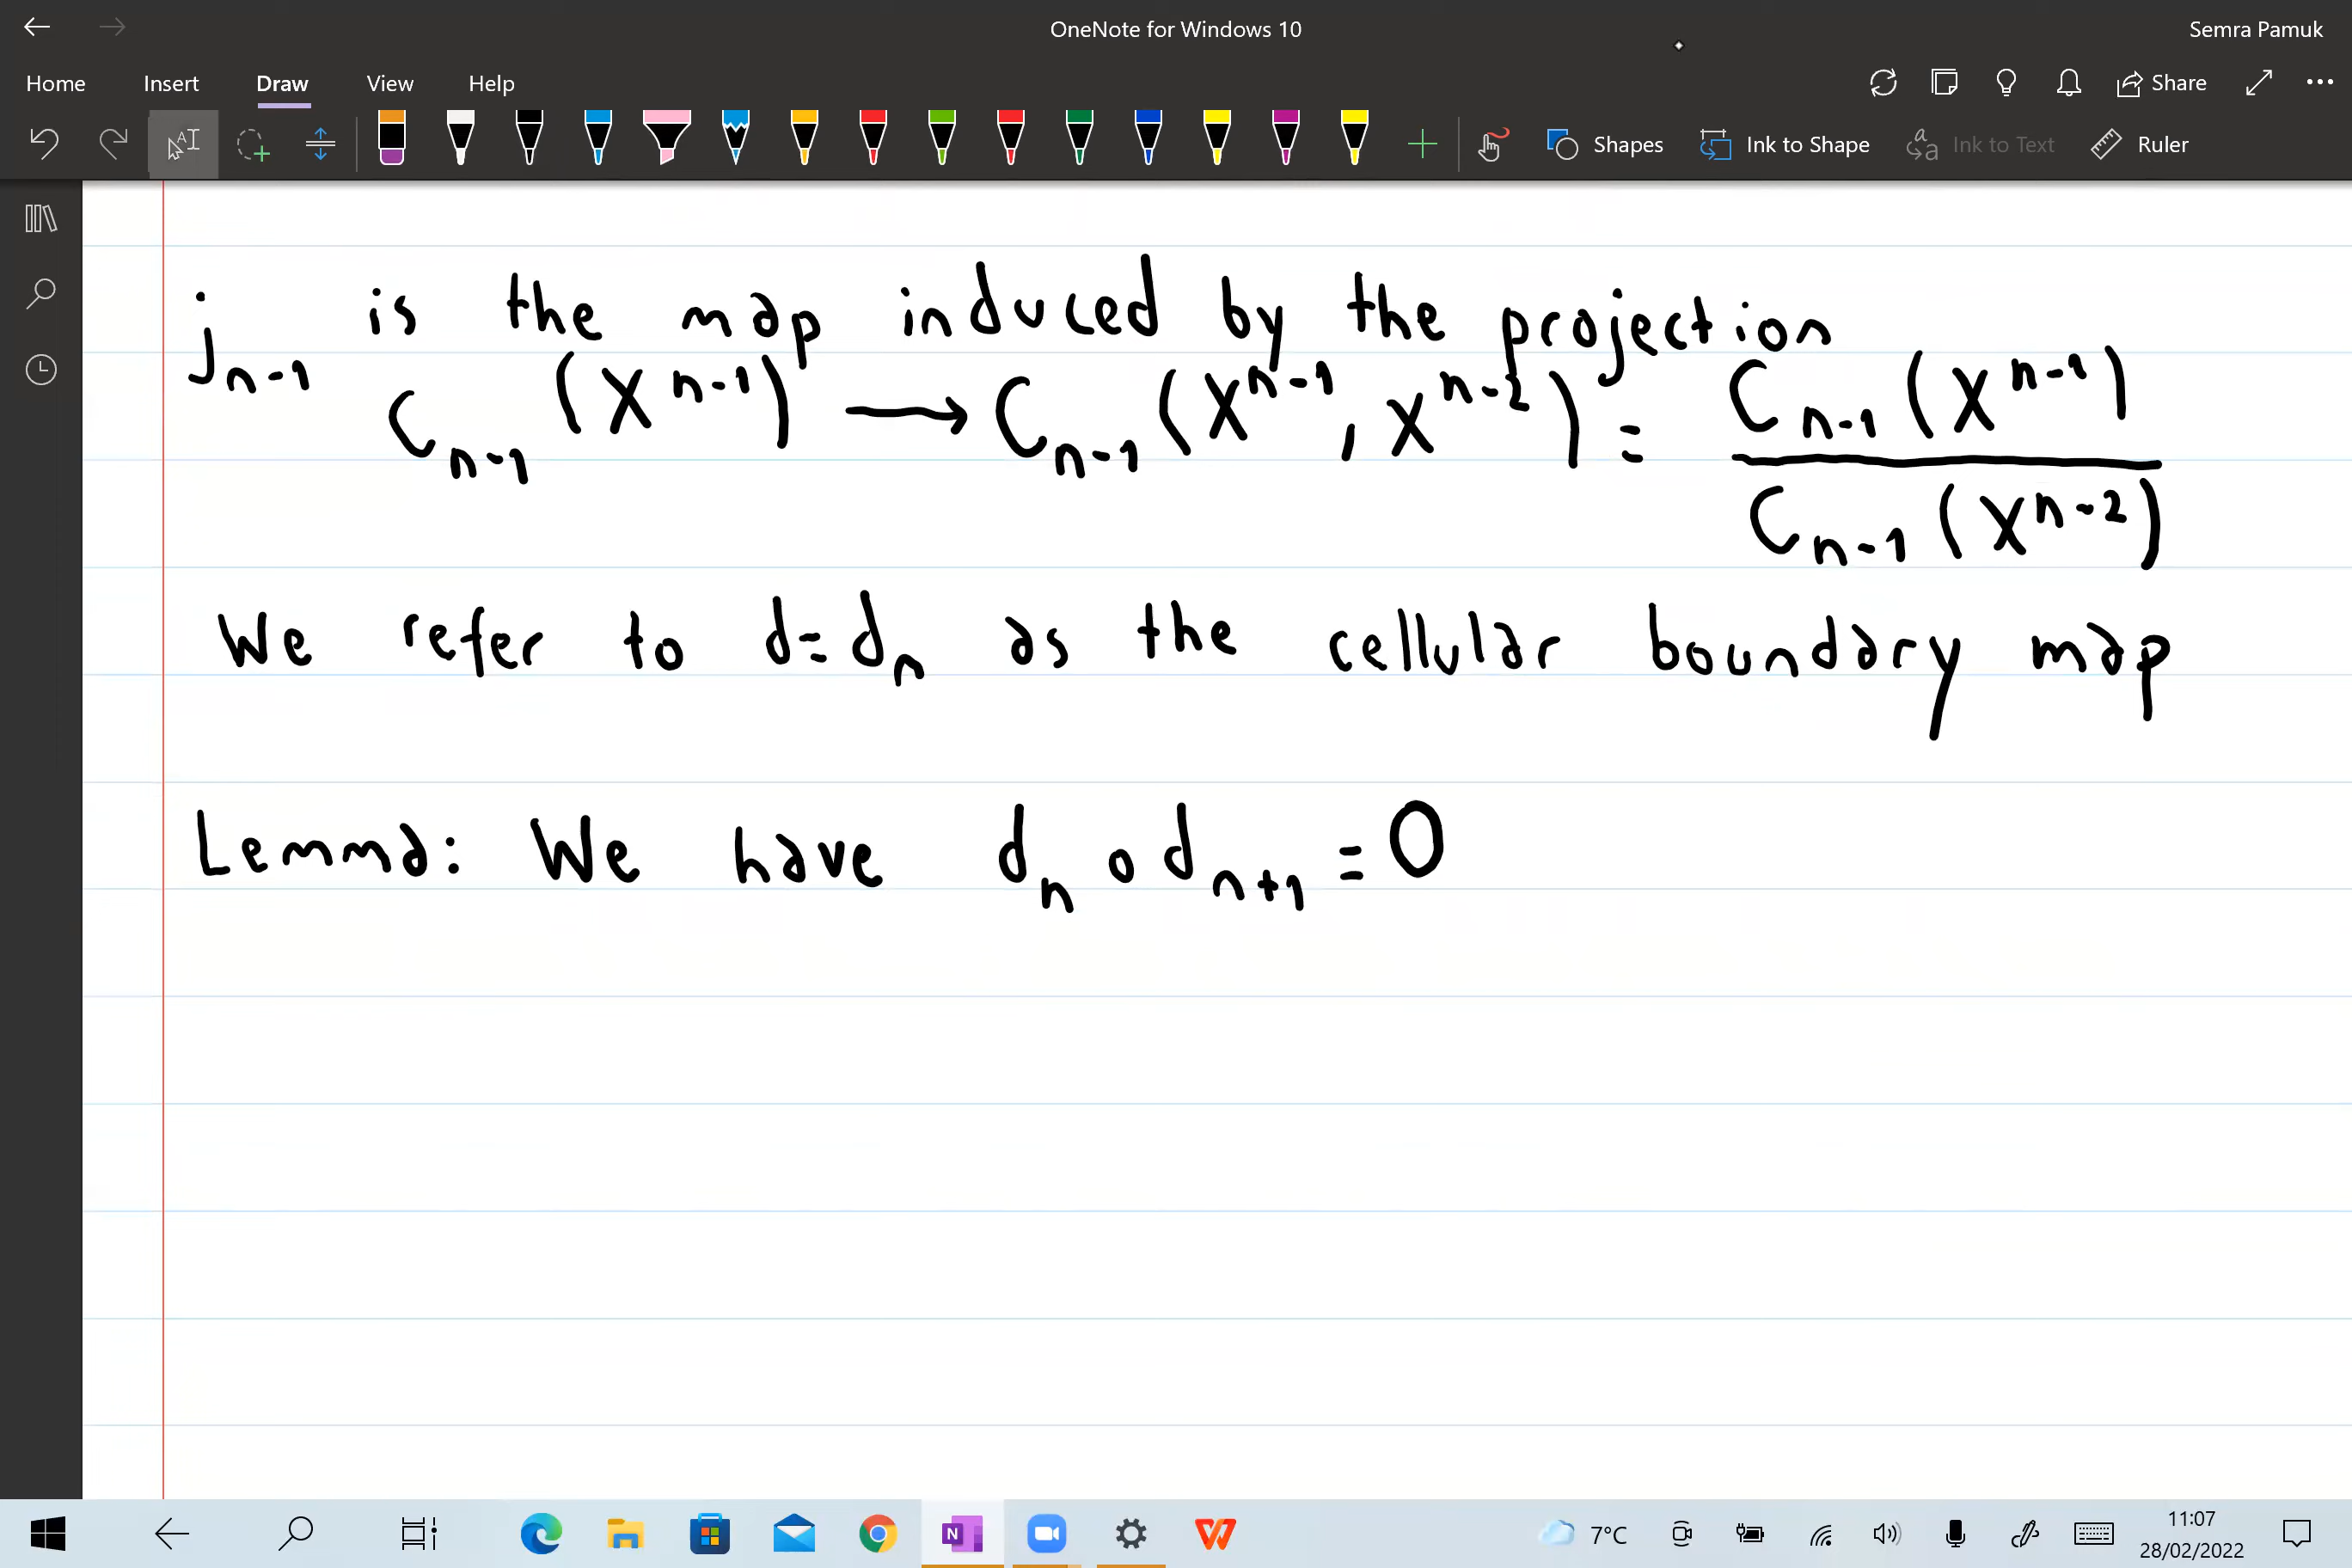 OneNote for Windows 10
Semra Pamuk
Home Insert Draw View Help
Share
Shapes Ink to Shape Ink to Text Ruler
j_{n-1} is the map induced by the projection
C_{n-1}(X^{n-1}) → C_{n-1}(X^{n-1}, X^{n-2}) = C_{n-1}(X^{n-1}) / C_{n-1}(X^{n-2})
We refer to d = d_n as the cellular boundary map
Lemma: We have d_n ∘ d_{n+1} = 0
7°C
11:07
28/02/2022